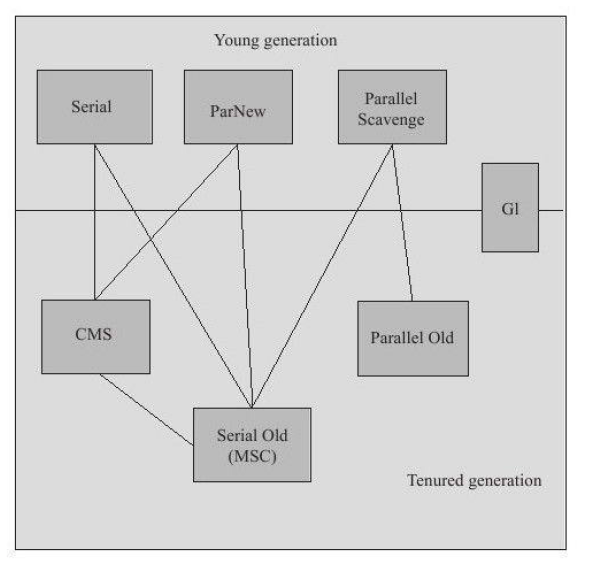 Young generation
Serial
ParNew
Parallel
Scavenge
Gl
CMS
Parallel Old
Serial Old
(MSC)
Tenured generation